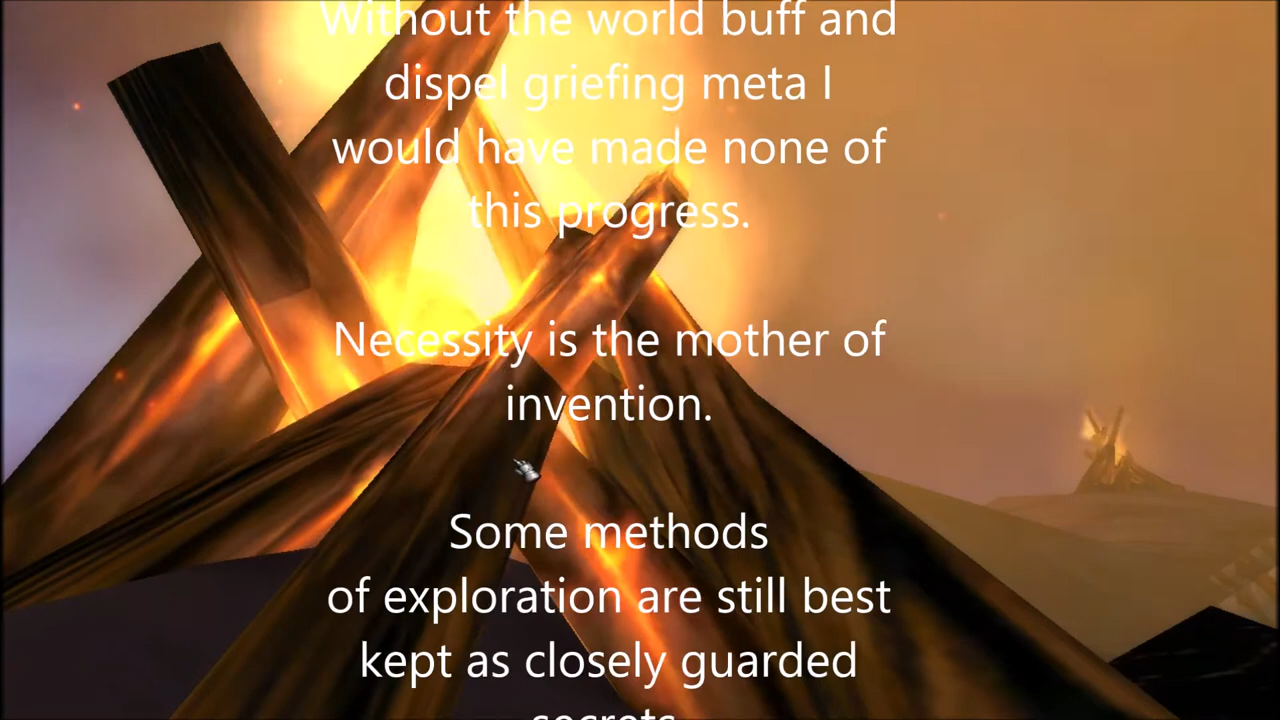 Without the world buff and
dispel griefing meta I
would have made none of
this progress.
Necessity is the mother of
invention.
Some methods
of exploration are still best
kept as closely guarded
secrets